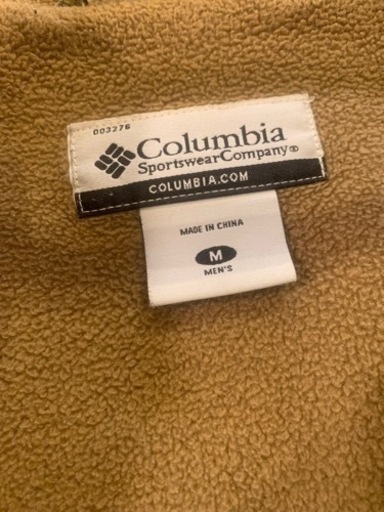 003276
Columbia
Sportswear Company®
COLUMBIA.COM
MADE IN CHINA
M
MEN'S